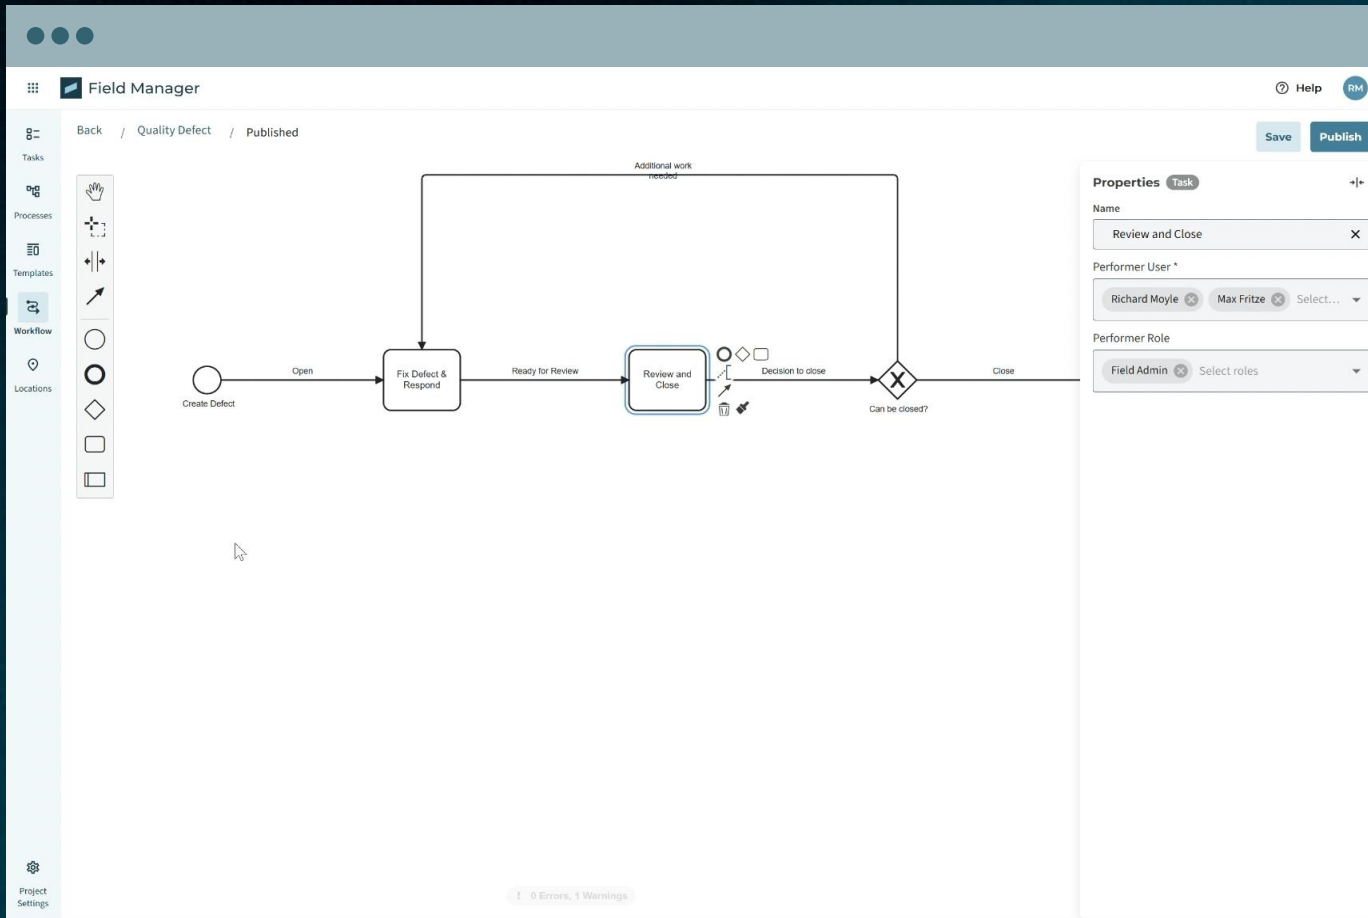 Field Manager
Help
RM
Back / Quality Defect / Published
Save
Publish
Tasks
Processes
Templates
Workflow
Locations
Project
Settings
Additional work
needed
Create Defect
Open
Fix Defect &
Respond
Ready for Review
Review and
Close
Decision to close
X
Can be closed?
Close
Properties Task
Name
Review and Close
Performer User *
Richard Moyle Max Fritze Select...
Performer Role
Field Admin Select roles
! 0 Errors, 1 Warnings